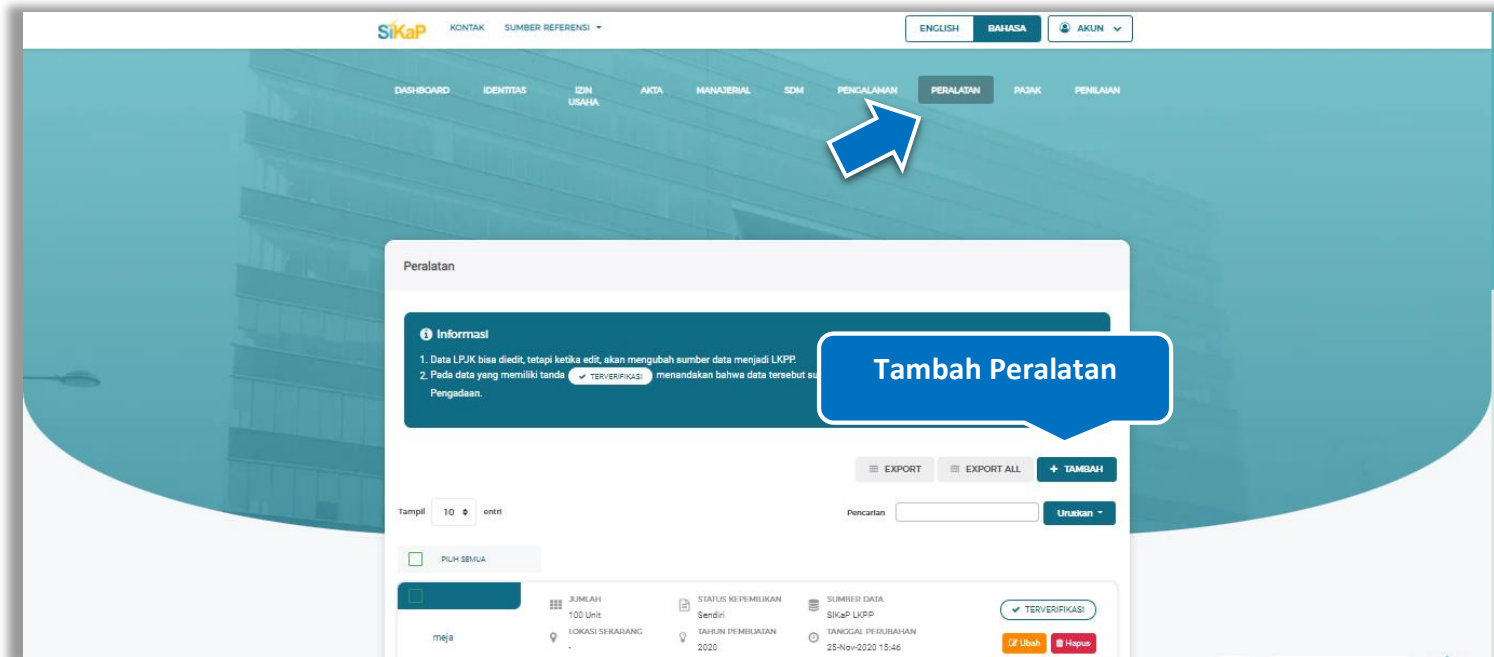 SiKaP KONTAK SUMBER REFERENSI ENGLISH BAHASA AKUN
DASHBOARD IDENTITAS IZIN USAHA AKTA MANAJERIAL SDM PENGALAMAN PERALATAN PAJAK PENILAIAN
Peralatan
Informasi
1. Data LPJK bisa diedit, tetapi ketika edit, akan mengubah sumber data menjadi LKPP.
2. Pada data yang memiliki tanda TERVERIFIKASI menandakan bahwa data tersebut
Pengadaan.
Tambah Peralatan
EXPORT EXPORT ALL + TAMBAH
Tampil 10 entri Pencarian Urutkan
PILIH SEMUA
JUMLAH STATUS KEPEMILIKAN SUMBER DATA
100 Unit Sendiri SIKaP LKPP TERVERIFIKASI
meja LOKASI SEKARANG TAHUN PEMBUATAN TANGGAL PERUBAHAN
- 2020 25-Nov-2020 15:46 Ubah Hapus